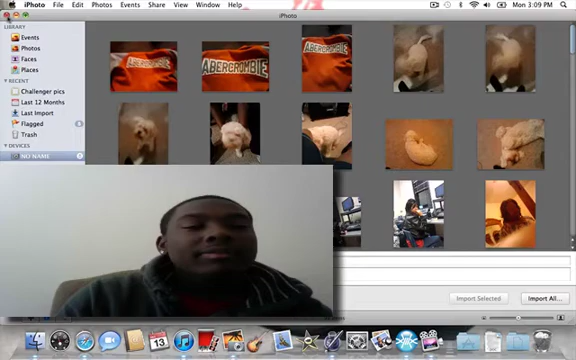 iPhoto File Edit Photos Events Share View Window Help Mon 3:09 PM
iPhoto
LIBRARY
Events
Photos
Faces
Places
RECENT
Challenger pics
Last 12 Months
Last Import
Flagged
Trash
DEVICES
NO NAME
ABERCROMBIE
ABERCROMBIE
ABERCROMBIE
Import Selected Import All...
13